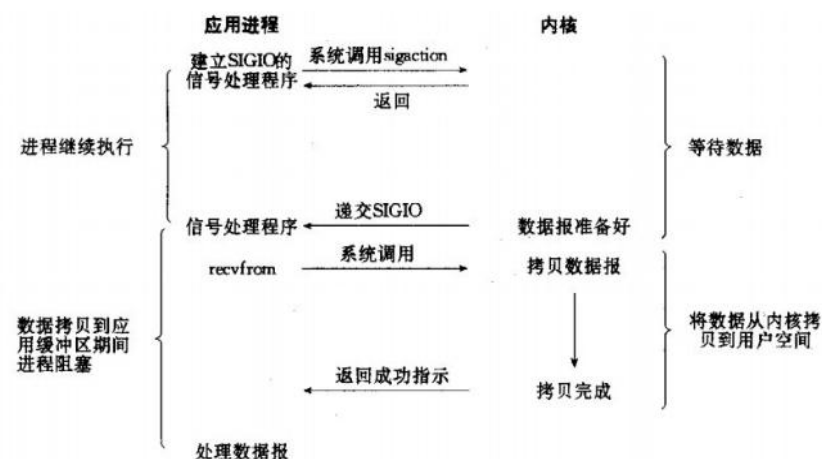 应用进程 内核
建立SIGIO的 系统调用sigaction
信号处理程序
返回
进程继续执行 等待数据
递交SIGIO
信号处理程序 数据报准备好
系统调用
recvfrom 拷贝数据报
数据拷贝到应
用缓冲区期间
进程阻塞
将数据从内核拷
贝到用户空间
返回成功指示
拷贝完成
处理数据报